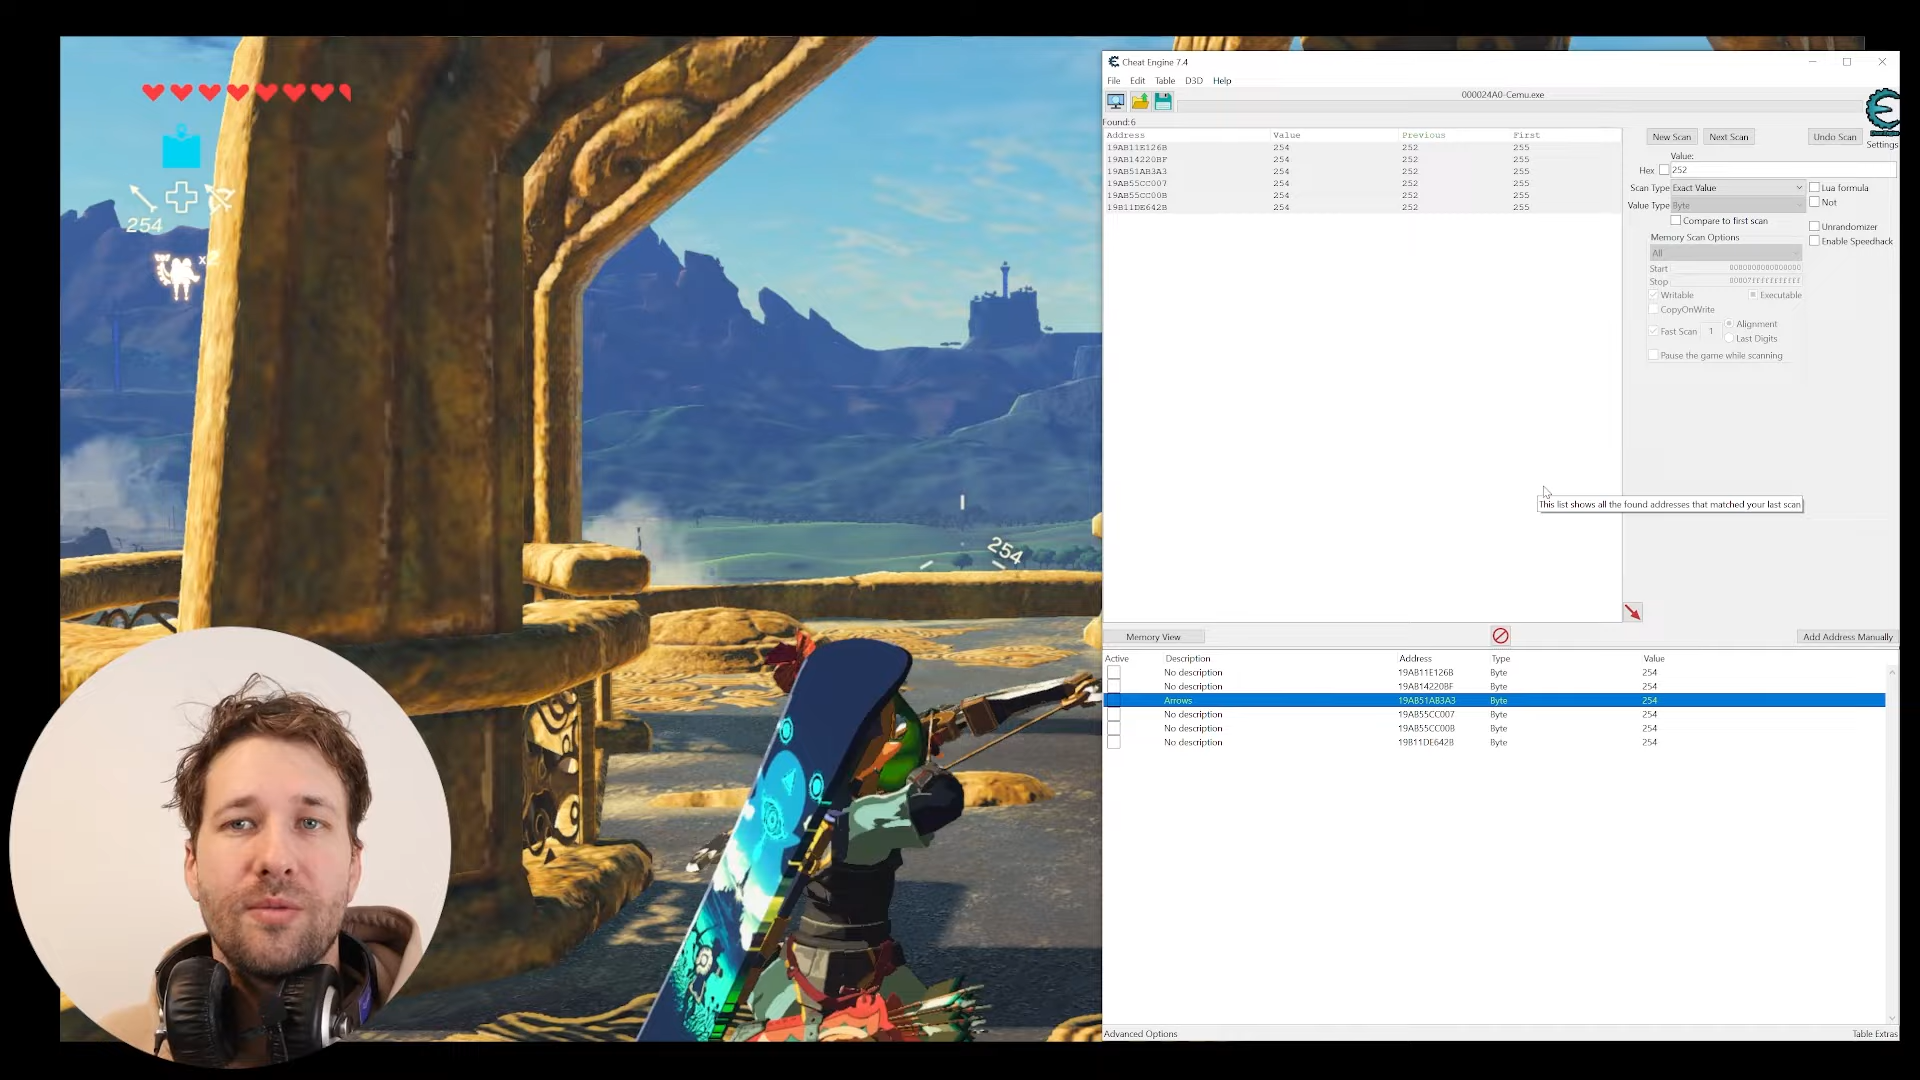 254
x2
254
Cheat Engine 7.4
File Edit Table D3D Help
000024A0-Cemu.exe
Found:6
Address Value Previous First
19AB11E126B 254 252 255
19AB14220BF 254 252 255
19AB51AB3A3 254 252 255
19AB55CC007 254 252 255
19AB55CC00B 254 252 255
19B11DE642B 254 252 255
This list shows all the found addresses that matched your last scan
New Scan Next Scan Undo Scan
Settings
Value:
Hex 252
Scan Type Exact Value Lua formula
Not
Value Type Byte
Compare to first scan
Unrandomizer
Enable Speedhack
Memory Scan Options
All
Start 0000000000000000
Stop 00007fffffffffff
Writable Executable
CopyOnWrite
Fast Scan 1 Alignment
Last Digits
Pause the game while scanning
Memory View Add Address Manually
Active Description Address Type Value
No description 19AB11E126B Byte 254
No description 19AB14220BF Byte 254
Arrows 19AB51AB3A3 Byte 254
No description 19AB55CC007 Byte 254
No description 19AB55CC00B Byte 254
No description 19B11DE642B Byte 254
Advanced Options Table Extras